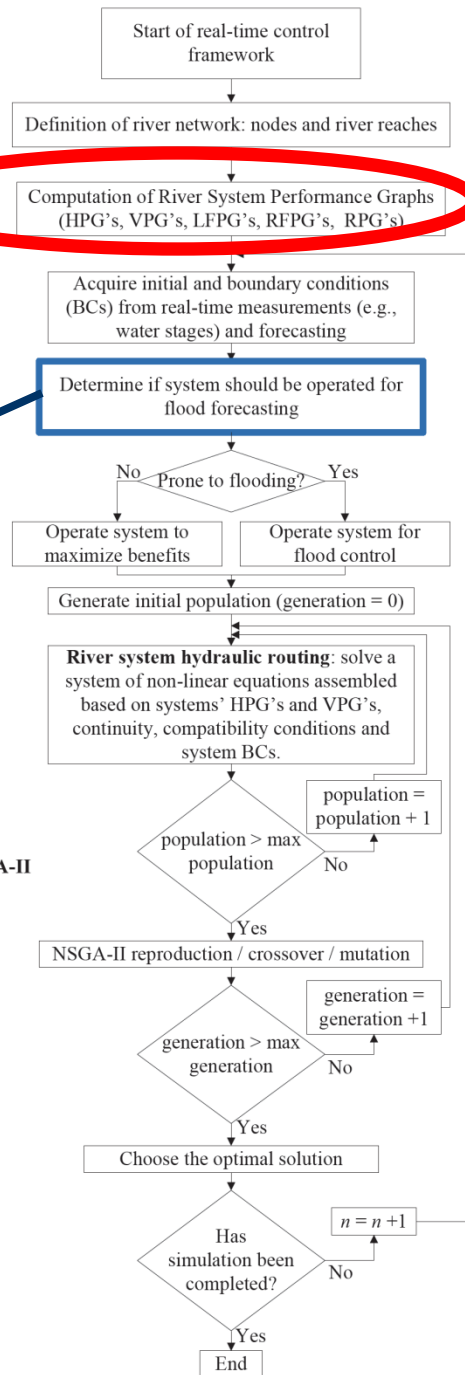 Start of real-time control
framework
Definition of river network: nodes and river reaches
Computation of River System Performance Graphs
(HPG's, VPG's, LFPG's, RFPG's, RPG's)
Acquire initial and boundary conditions
(BCs) from real-time measurements (e.g.,
water stages) and forecasting
Determine if system should be operated for
flood forecasting
No
Prone to flooding?
Yes
Operate system to
maximize benefits
Operate system for
flood control
Generate initial population (generation = 0)
River system hydraulic routing: solve a
system of non-linear equations assembled
based on systems' HPG's and VPG's,
continuity, compatibility conditions and
system BCs.
population =
population + 1
population > max
population
No
A-II
Yes
NSGA-II reproduction / crossover / mutation
generation =
generation +1
generation > max
generation
No
Yes
Choose the optimal solution
n = n +1
Has
simulation been
completed?
No
Yes
End